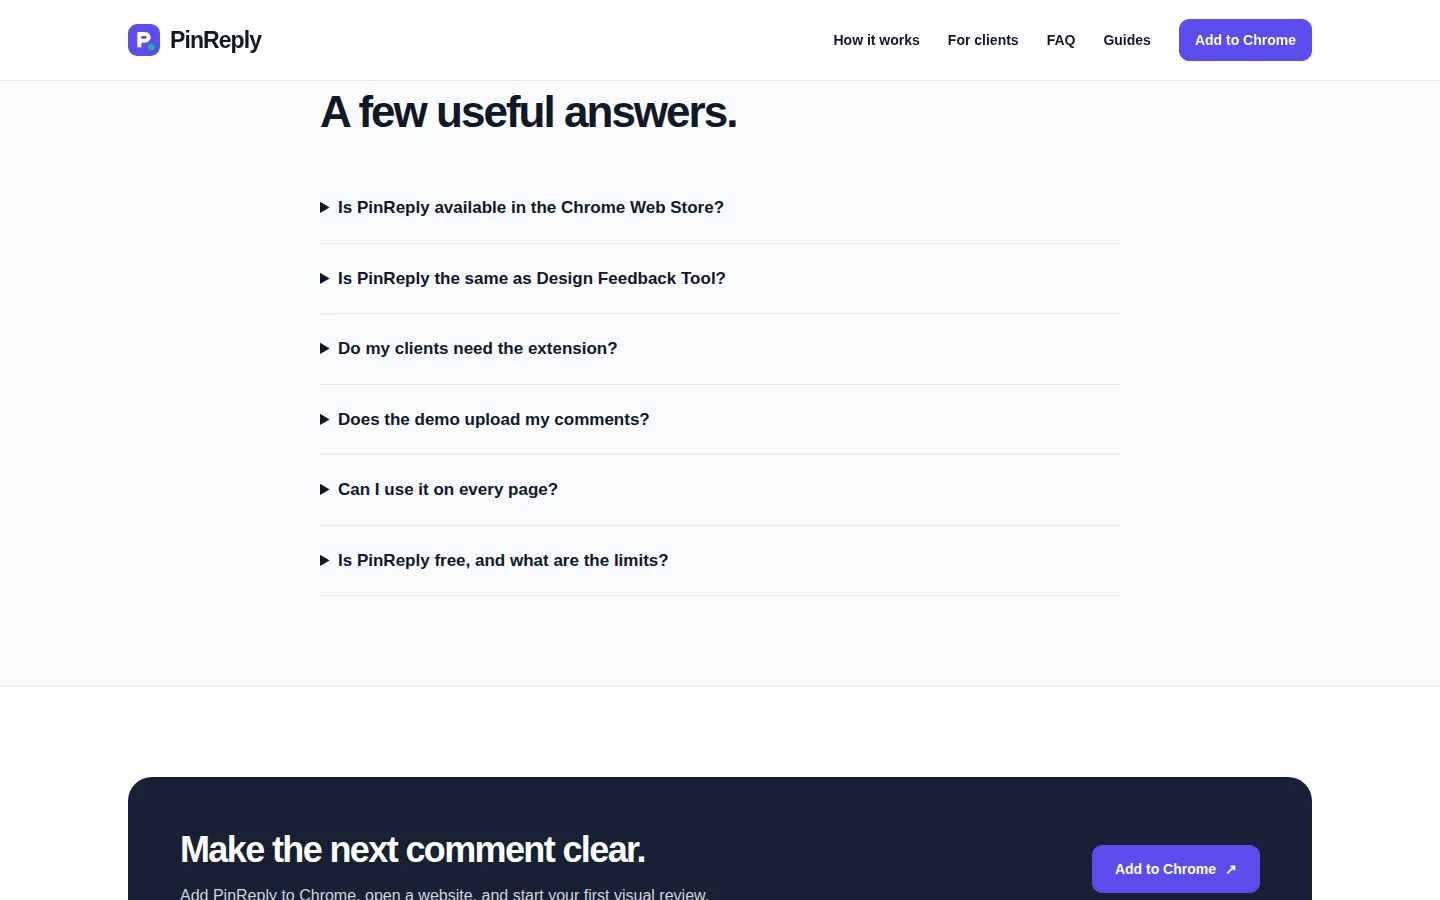 PinReply
How it works
For clients
FAQ
Guides
Add to Chrome
A few useful answers.
Is PinReply available in the Chrome Web Store?
Is PinReply the same as Design Feedback Tool?
Do my clients need the extension?
Does the demo upload my comments?
Can I use it on every page?
Is PinReply free, and what are the limits?
Make the next comment clear.
Add PinReply to Chrome, open a website, and start your first visual review.
Add to Chrome ↗